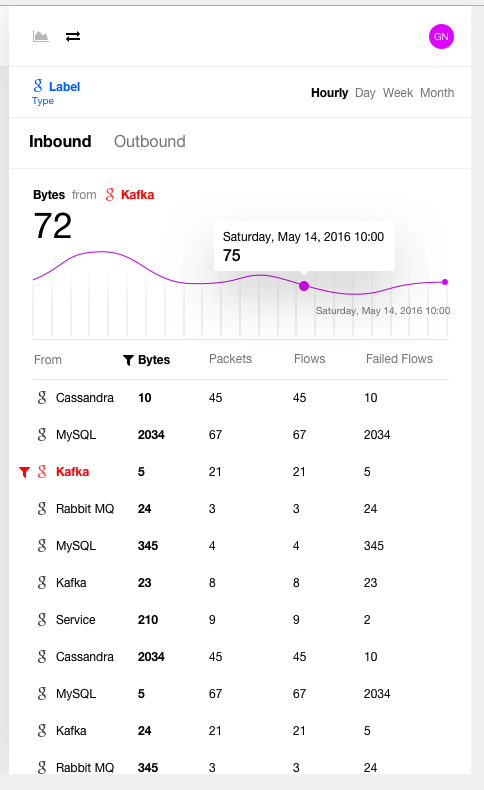 GN
Label
Type
Hourly Day Week Month
Inbound Outbound
Bytes from Kafka
72
Saturday, May 14, 2016 10:00
75
Saturday, May 14, 2016 10:00
From Bytes Packets Flows Failed Flows
Cassandra 10 45 45 10
MySQL 2034 67 67 2034
Kafka 5 21 21 5
Rabbit MQ 24 3 3 24
MySQL 345 4 4 345
Kafka 23 8 8 23
Service 210 9 9 2
Cassandra 2034 45 45 10
MySQL 5 67 67 2034
Kafka 24 21 21 5
Rabbit MQ 345 3 3 24